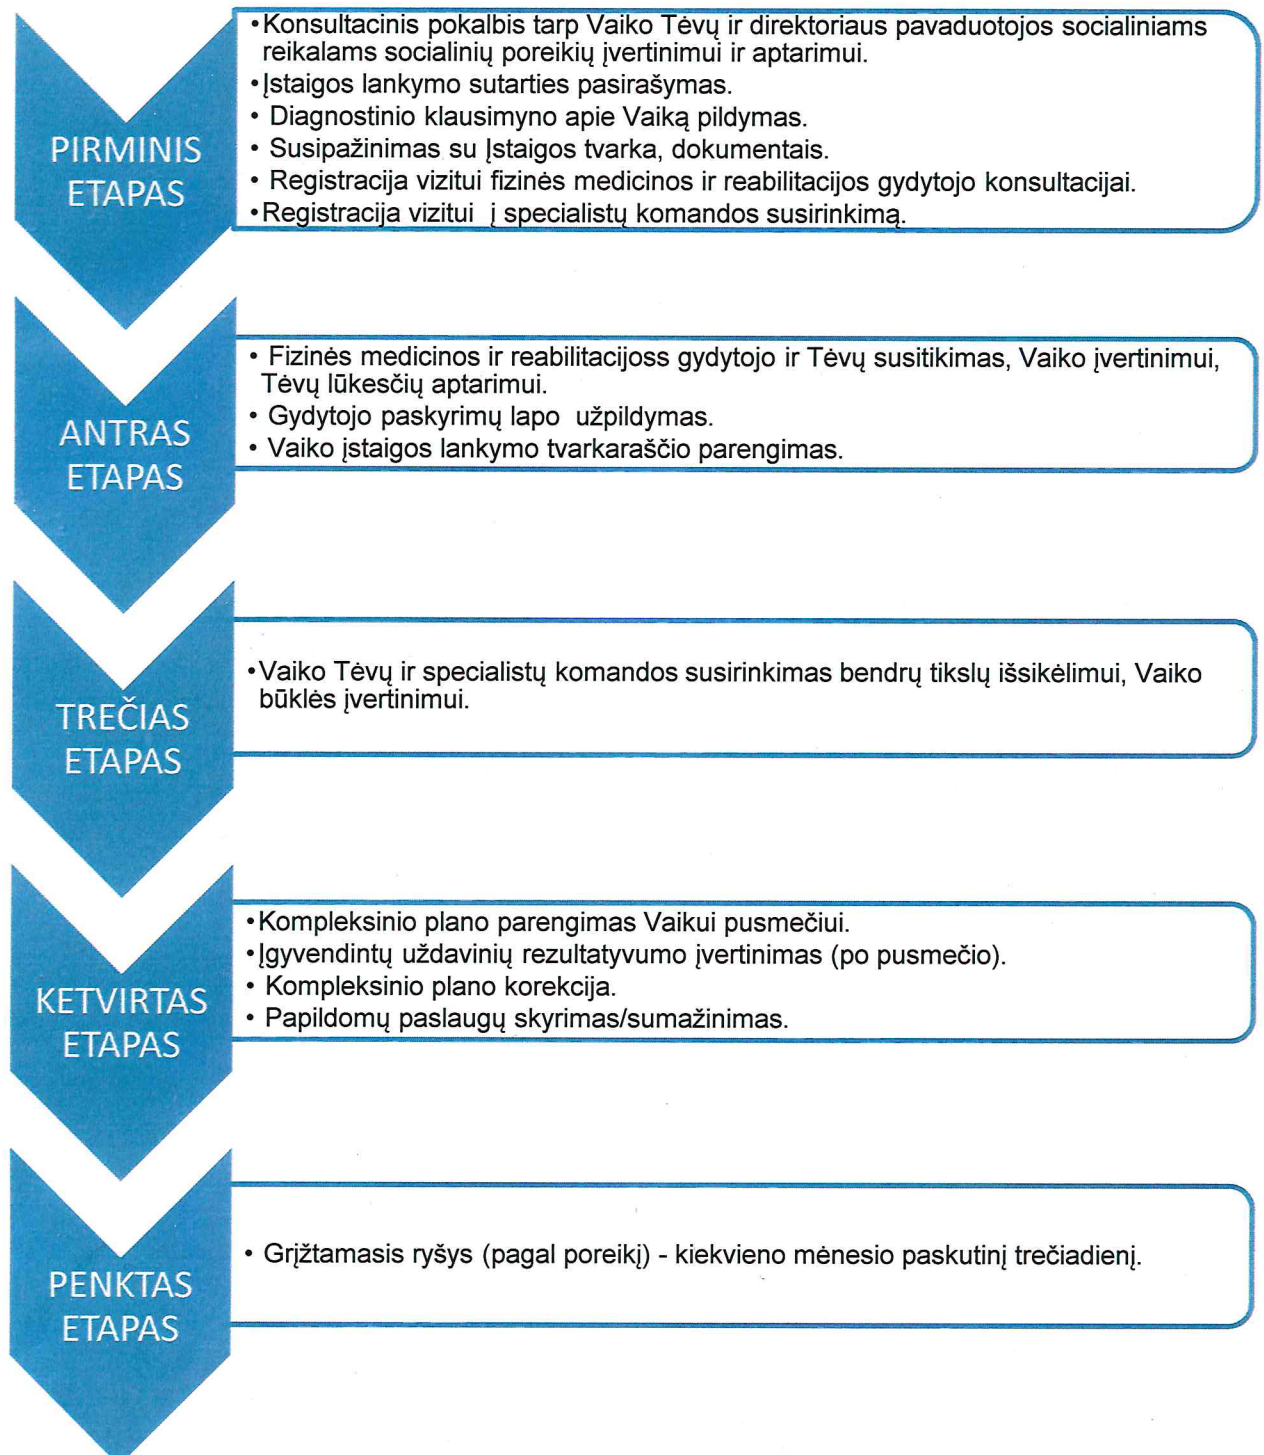 PIRMINIS
ETAPAS
•Konsultacinis pokalbis tarp Vaiko Tėvų ir direktoriaus pavaduotojos socialiniams
reikalams socialinių poreikių įvertinimui ir aptarimui.
•Įstaigos lankymo sutarties pasirašymas.
• Diagnostinio klausimyno apie Vaiką pildymas.
• Susipažinimas su Įstaigos tvarka, dokumentais.
• Registracija vizitui fizinės medicinos ir reabilitacijos gydytojo konsultacijai.
•Registracija vizitui į specialistų komandos susirinkimą.
ANTRAS
ETAPAS
• Fizinės medicinos ir reabilitacijoss gydytojo ir Tėvų susitikimas, Vaiko įvertinimui,
Tėvų lūkesčių aptarimui.
• Gydytojo paskyrimų lapo užpildymas.
• Vaiko įstaigos lankymo tvarkaraščio parengimas.
TREČIAS
ETAPAS
•Vaiko Tėvų ir specialistų komandos susirinkimas bendrų tikslų išsikėlimui, Vaiko
būklės įvertinimui.
KETVIRTAS
ETAPAS
•Kompleksinio plano parengimas Vaikui pusmečiui.
•Įgyvendintų uždavinių rezultatyvumo įvertinimas (po pusmečio).
• Kompleksinio plano korekcija.
• Papildomų paslaugų skyrimas/sumažinimas.
PENKTAS
ETAPAS
• Grįžtamasis ryšys (pagal poreikį) - kiekvieno mėnesio paskutinį trečiadienį.